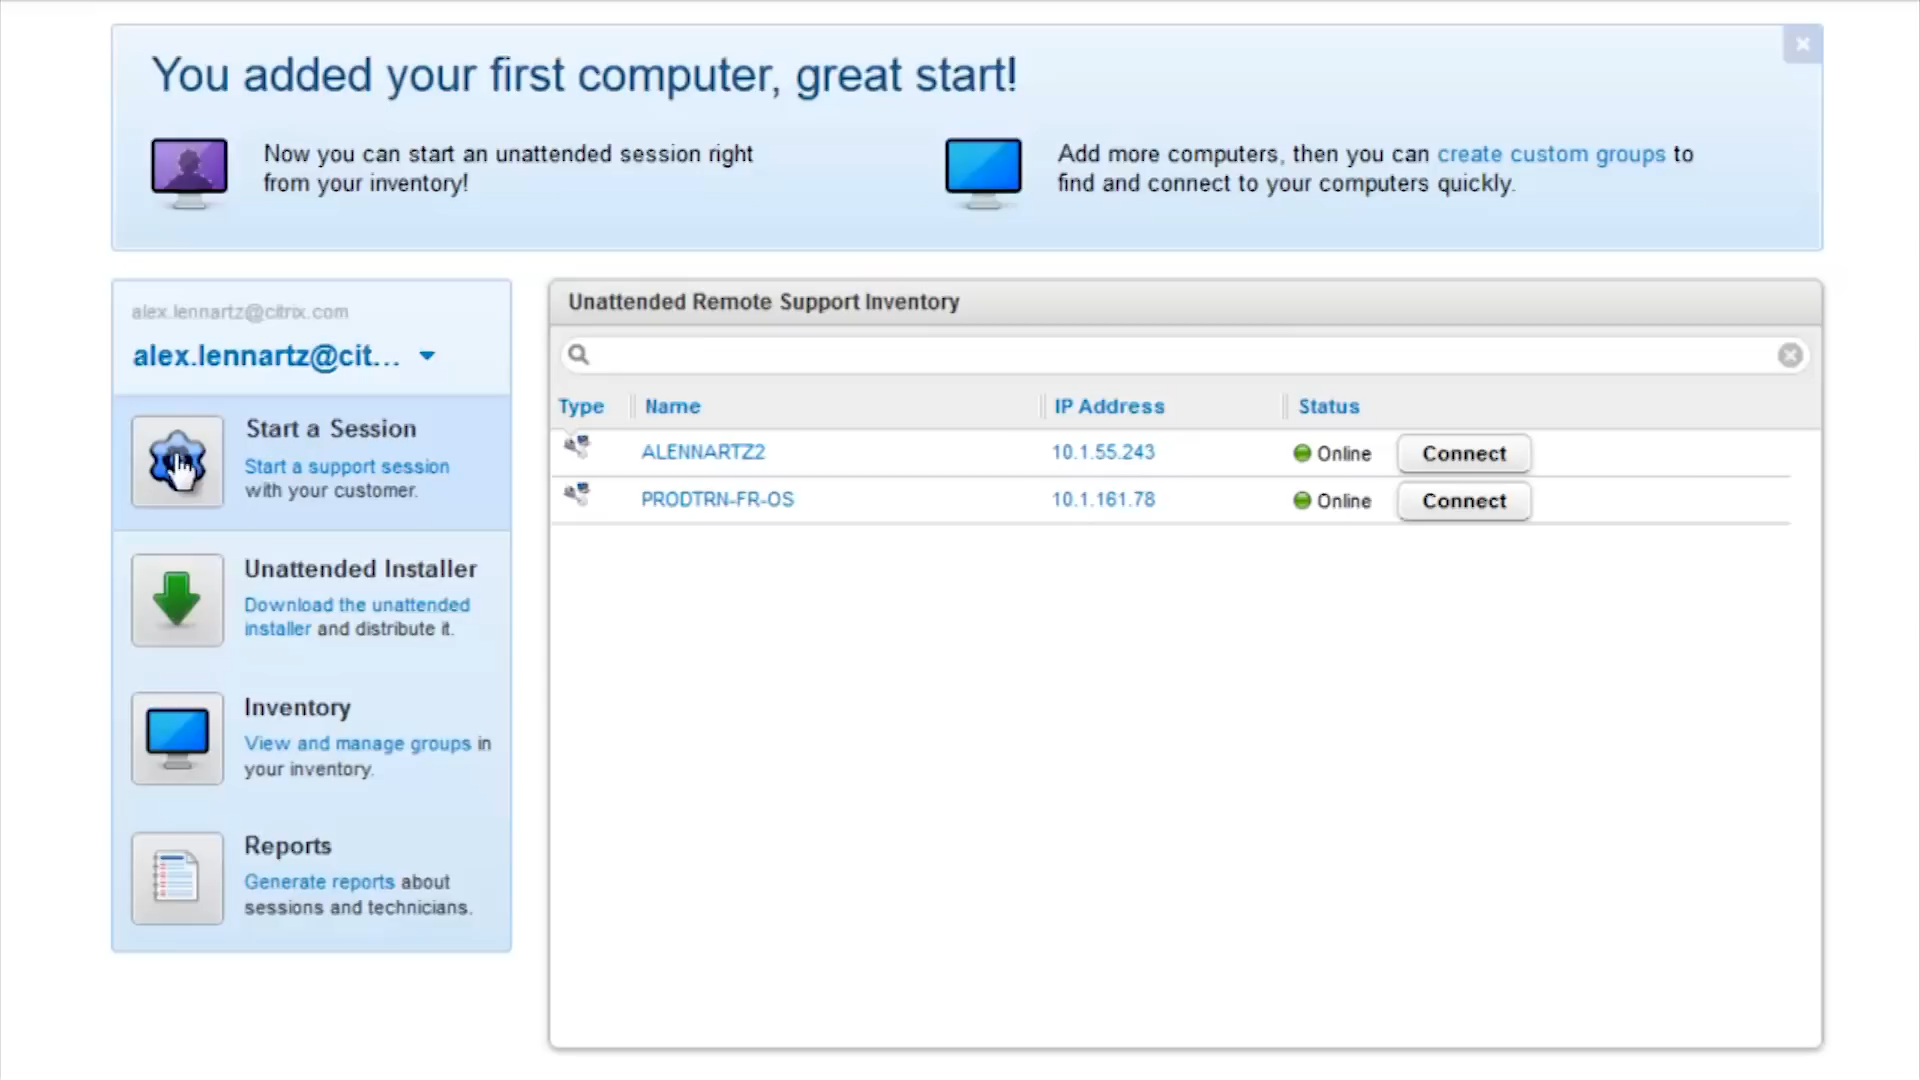 You added your first computer, great start!
Now you can start an unattended session right
from your inventory!
Add more computers, then you can create custom groups to
find and connect to your computers quickly.
alex.lennartz@citrix.com
alex.lennartz@cit...
Start a Session
Start a support session
with your customer.
Unattended Installer
Download the unattended
installer and distribute it.
Inventory
View and manage groups in
your inventory.
Reports
Generate reports about
sessions and technicians.
Unattended Remote Support Inventory
Type Name IP Address Status
ALENNARTZ2 10.1.55.243 Online Connect
PRODTRN-FR-OS 10.1.161.78 Online Connect